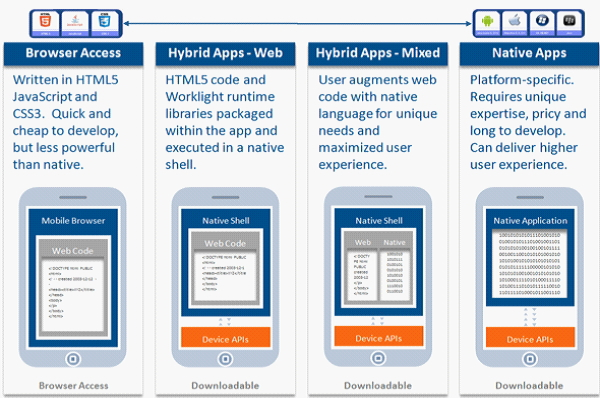 HTML
CSS
Browser Access
Written in HTML5
JavaScript and
CSS3. Quick and
cheap to develop,
but less powerful
than native.
Mobile Browser
Web Code
Browser Access
Hybrid Apps - Web
HTML5 code and
Worklight runtime
libraries packaged
within the app and
executed in a native
shell.
Native Shell
Web Code
Device APIs
Downloadable
Hybrid Apps - Mixed
User augments web
code with native
language for unique
needs and
maximized user
experience.
Native Shell
Web Native
Device APIs
Downloadable
Native Apps
Platform-specific.
Requires unique
expertise, pricy and
long to develop.
Can deliver higher
user experience.
Native Application
Device APIs
Downloadable